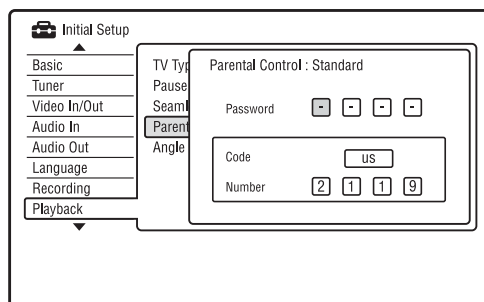 Initial Setup
Basic
Tuner
Video In/Out
Audio In
Audio Out
Language
Recording
Playback
TV Typ
Pause
Seaml
Parent
Angle
Parental Control : Standard
Password - - - -
Code us
Number 2 1 1 9